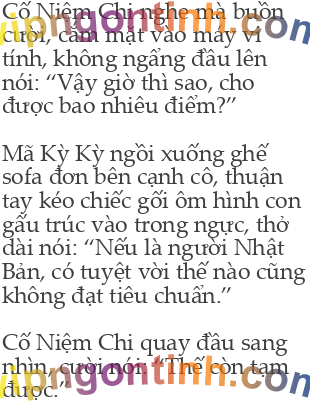 Cố Niệm Chi nghe mà buồn
cười, cắm mặt vào máy vi
tính, không ngẩng đầu lên
nói: “Vậy giờ thì sao, cho
được bao nhiêu điểm?”
Mã Kỳ Kỳ ngồi xuống ghế
sofa đơn bên cạnh cô, thuận
tay kéo chiếc gối ôm hình con
gấu trúc vào trong ngực, thở
dài nói: “Nếu là người Nhật
Bản, có tuyệt vời thế nào cũng
không đạt tiêu chuẩn.”
Cố Niệm Chi quay đầu sang
nhìn, cười nói: “Thế còn tạm
được.”
vipngontinh.com
vipngontinh.com